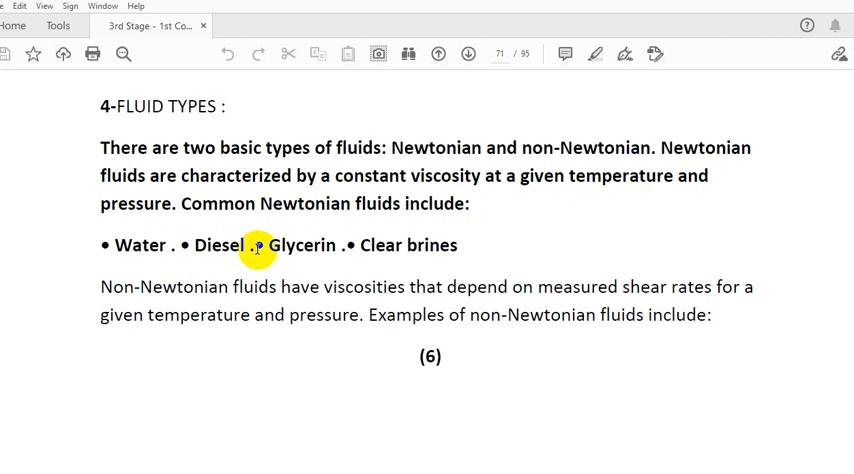 Edit View Sign Window Help
Home Tools 3rd Stage - 1st Co... ×
71 / 95
4-FLUID TYPES :
There are two basic types of fluids: Newtonian and non-Newtonian. Newtonian
fluids are characterized by a constant viscosity at a given temperature and
pressure. Common Newtonian fluids include:
• Water . • Diesel .• Glycerin .• Clear brines
Non-Newtonian fluids have viscosities that depend on measured shear rates for a
given temperature and pressure. Examples of non-Newtonian fluids include:
(6)